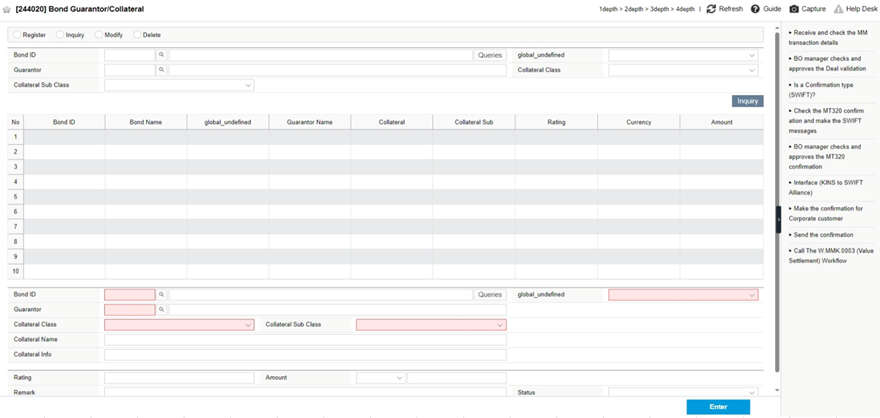 [244020] Bond Guarantor/Collateral
1depth > 2depth > 3depth > 4depth | Refresh Guide Capture Help Desk
Register Inquiry Modify Delete
Bond ID Queries global_undefined
Guarantor Collateral Class
Collateral Sub Class
Inquiry
No Bond ID Bond Name global_undefined Guarantor Name Collateral Collateral Sub Rating Currency Amount
1
2
3
4
5
6
7
8
9
10
Bond ID Queries global_undefined
Guarantor
Collateral Class Collateral Sub Class
Collateral Name
Collateral Info
Rating Amount
Remark Status
Enter
Receive and check the MM
transaction details
BO manager checks and
approves the Deal validation
Is a Confirmation type
(SWIFT)?
Check the MT320 confirm
ation and make the SWIFT
messages
BO manager checks and
approves the MT320
confirmation
Interface (KINS to SWIFT
Alliance)
Make the confirmation for
Corporate customer
Send the confirmation
Call The W.MMK.0003 (Value
Settlement) Workflow